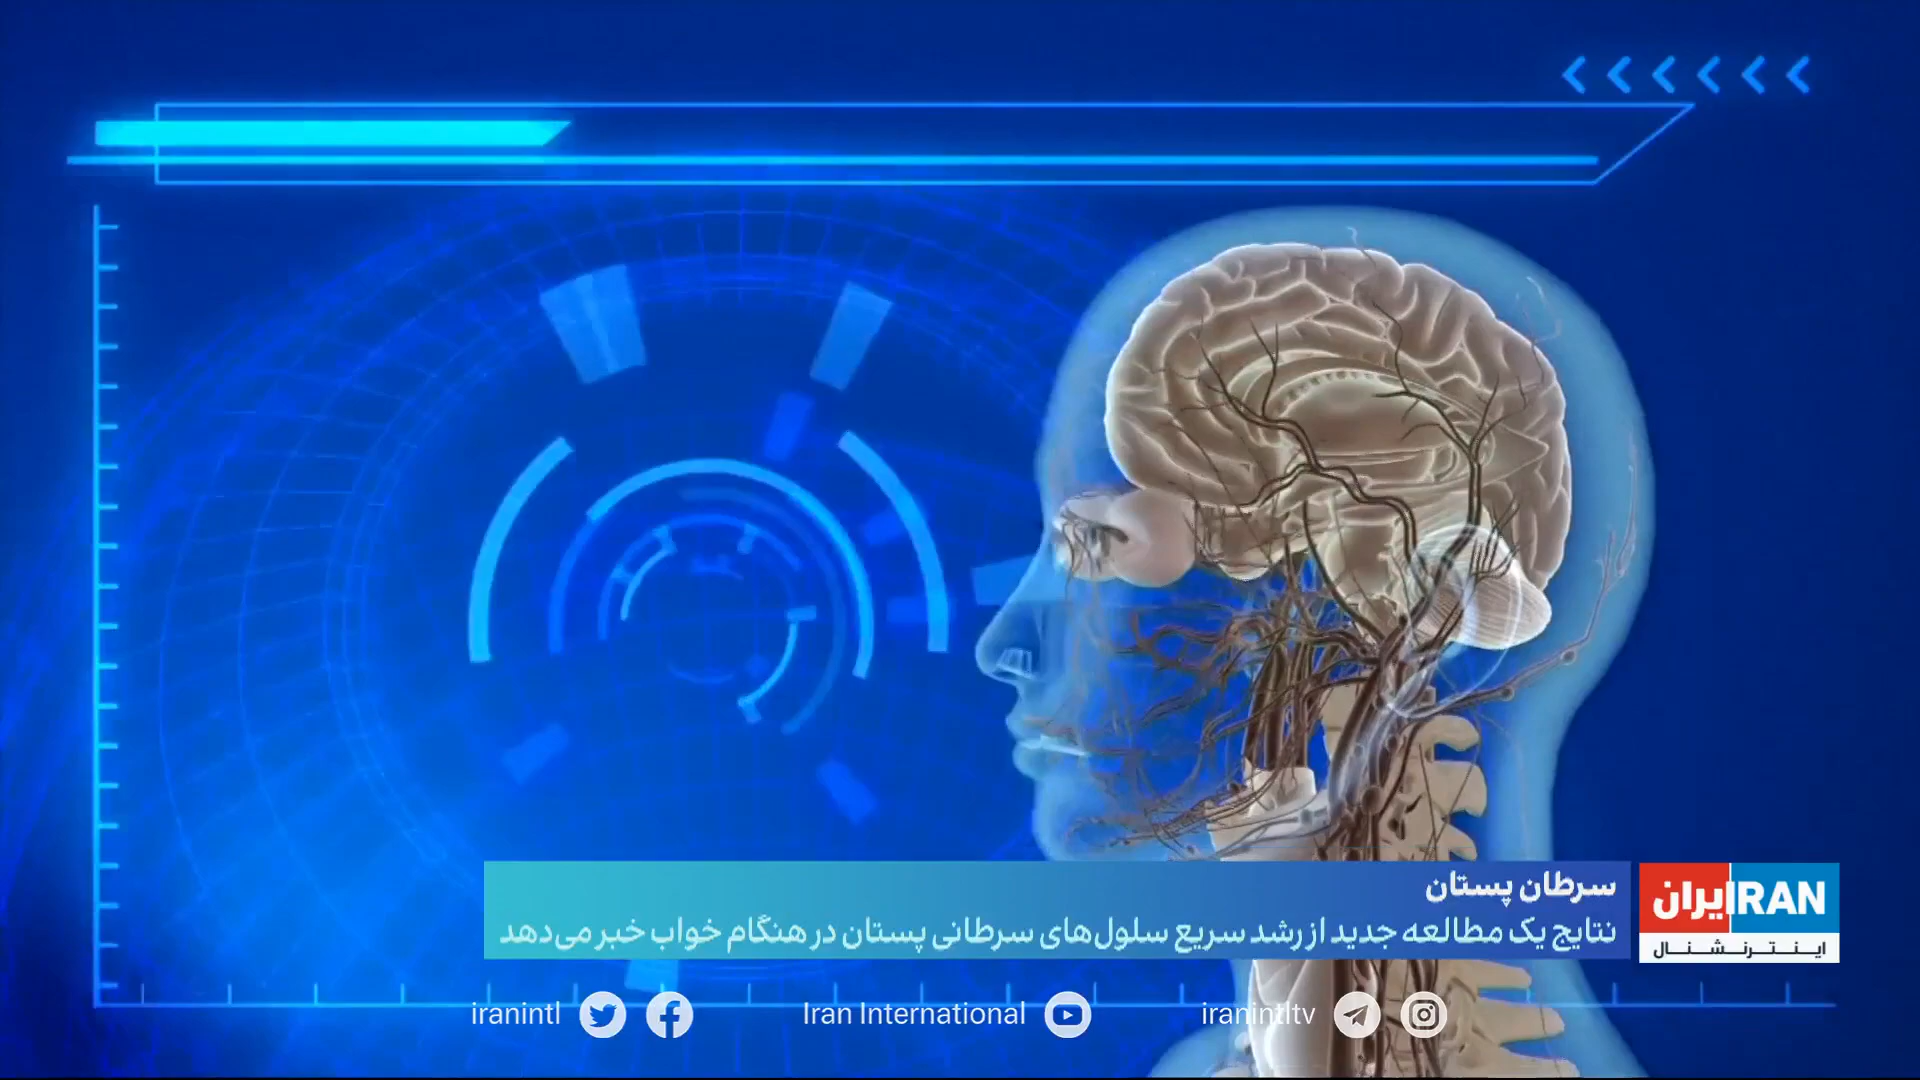 سرطان پستان
نتایج یک مطالعه جدید از رشد سریع سلول‌های سرطانی پستان در هنگام خواب خبر می‌دهد
ایران IRAN
اینترنشنال
iranintl
Iran International
iranintltv